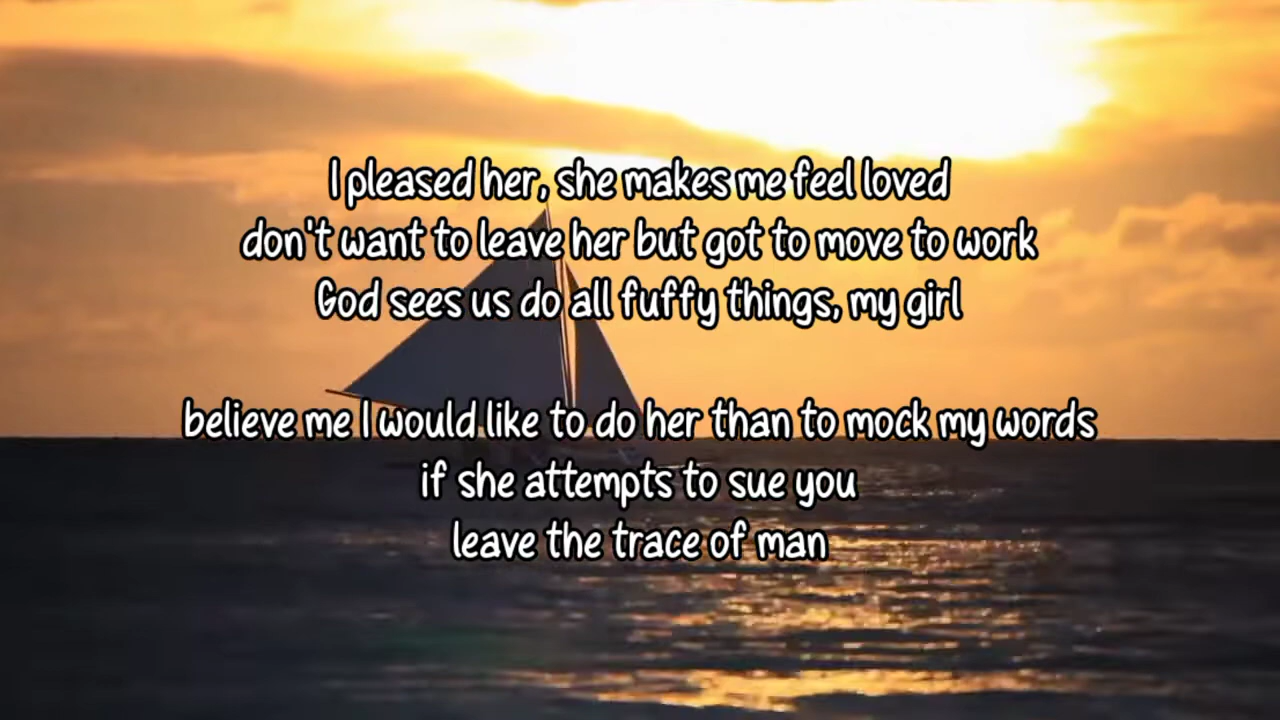 I pleased her, she makes me feel loved
don't want to leave her but got to move to work
God sees us do all fuffy things, my girl
believe me I would like to do her than to mock my words
if she attempts to sue you
leave the trace of man